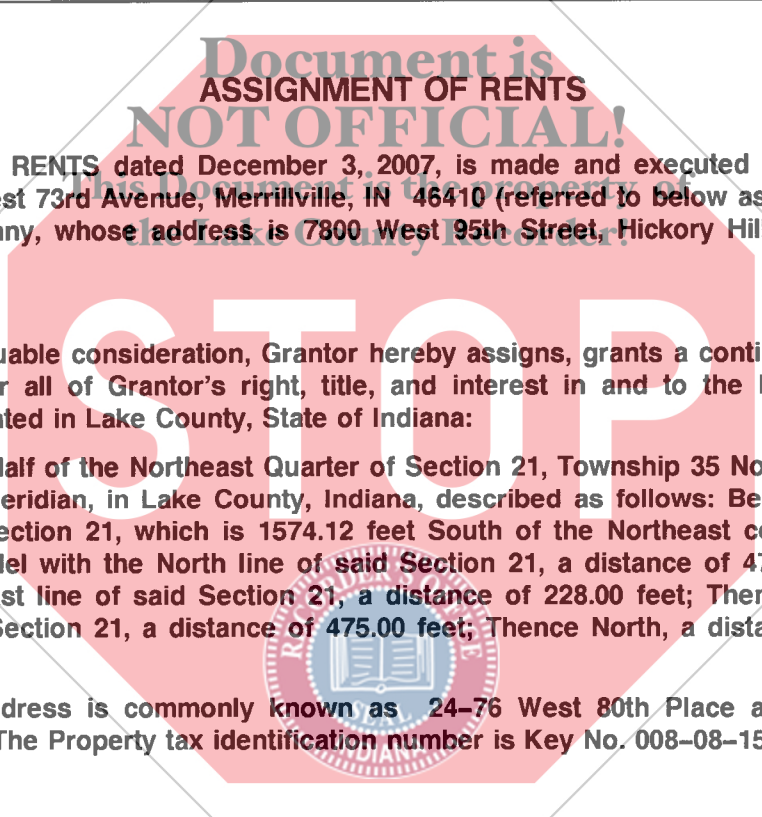 Document is
ASSIGNMENT OF RENTS
NOT OFFICIAL!
RENTS dated December 3, 2007, is made and executed
This Document is the property of
est 73rd Avenue, Merrillville, IN 46410 (referred to below as
the Lake County Recorder!
any, whose address is 7800 West 95th Street, Hickory Hil
STOP
uable consideration, Grantor hereby assigns, grants a conti
r all of Grantor's right, title, and interest in and to the
ated in Lake County, State of Indiana:
Half of the Northeast Quarter of Section 21, Township 35 No
eridian, in Lake County, Indiana, described as follows: Be
ection 21, which is 1574.12 feet South of the Northeast c
lel with the North line of said Section 21, a distance of 47
st line of said Section 21, a distance of 228.00 feet; Then
Section 21, a distance of 475.00 feet; Thence North, a dista
RECORDER'S OFFICE
SEAL
INDIANA
dress is commonly known as 24–76 West 80th Place a
The Property tax identification number is Key No. 008–08–15